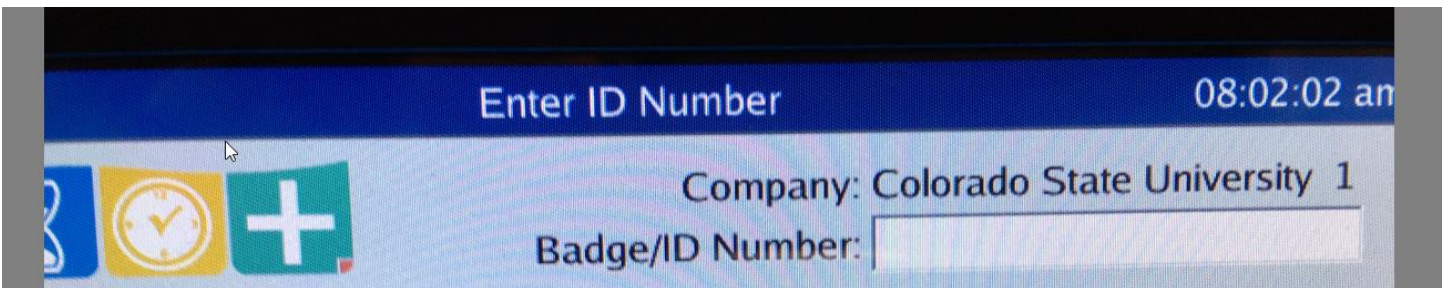 Enter ID Number 08:02:02 am
Company: Colorado State University 1
Badge/ID Number: